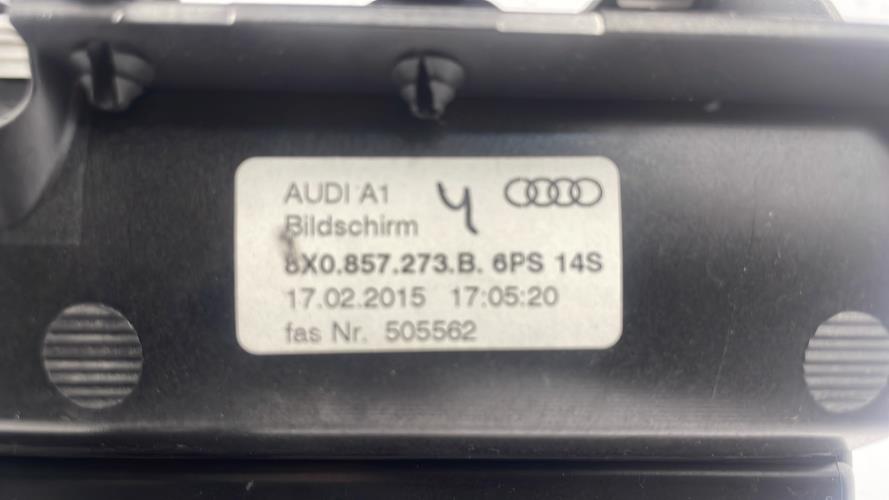 AUDI A1 4
Bildschirm
8X0.857.273.B. 6PS 14S
17.02.2015 17:05:20
fas Nr. 505562